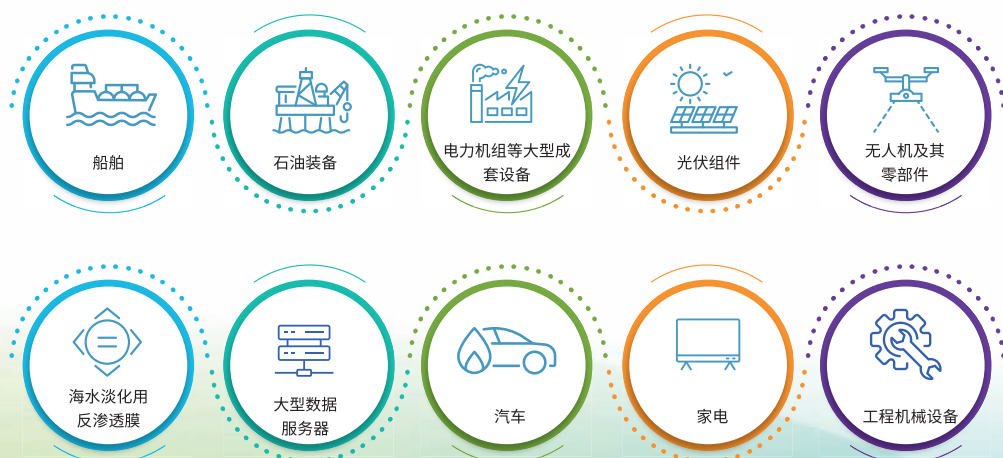 船舶
石油装备
电力机组等大型成
套设备
光伏组件
无人机及其
零部件
海水淡化用
反渗透膜
大型数据
服务器
汽车
家电
工程机械设备